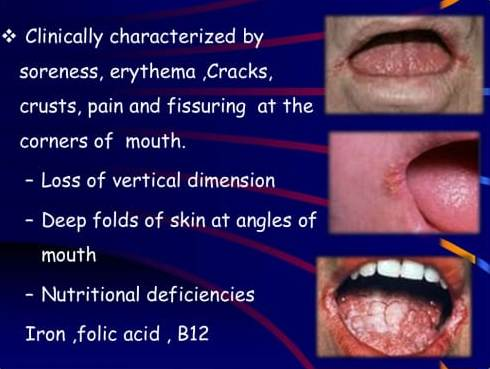 ❖ Clinically characterized by
soreness, erythema ,Cracks,
crusts, pain and fissuring at the
corners of mouth.
– Loss of vertical dimension
– Deep folds of skin at angles of
mouth
– Nutritional deficiencies
Iron ,folic acid , B12